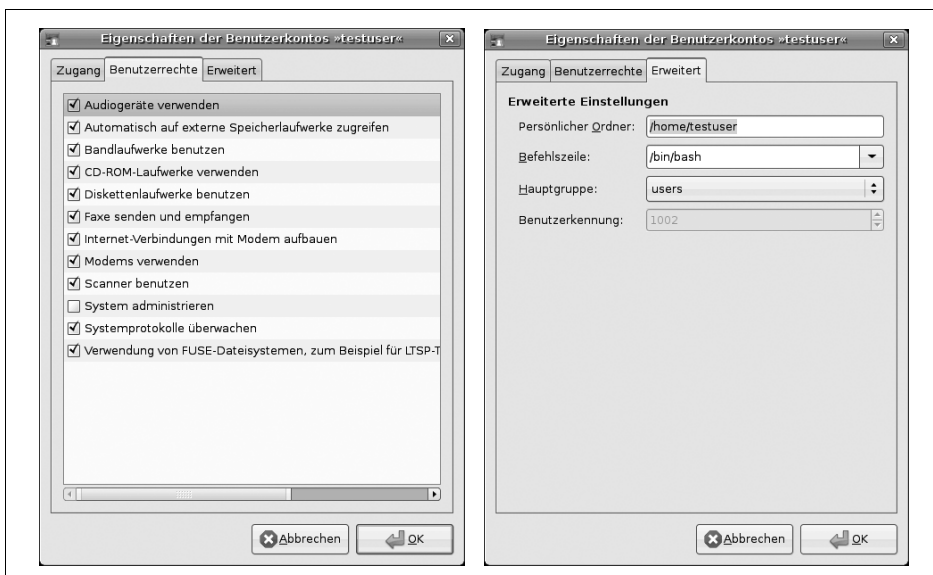 Eigenschaften der Benutzerkontos »testuser«
Zugang Benutzerrechte Erweitert
Audiogeräte verwenden
Automatisch auf externe Speicherlaufwerke zugreifen
Bandlaufwerke benutzen
CD-ROM-Laufwerke verwenden
Diskettenlaufwerke benutzen
Faxe senden und empfangen
Internet-Verbindungen mit Modem aufbauen
Modems verwenden
Scanner benutzen
System administrieren
Systemprotokolle überwachen
Verwendung von FUSE-Dateisystemen, zum Beispiel für LTSP-T
Abbrechen OK
Eigenschaften der Benutzerkontos »testuser«
Zugang Benutzerrechte Erweitert
Erweiterte Einstellungen
Persönlicher Ordner: /home/testuser
Befehlszeile: /bin/bash
Hauptgruppe: users
Benutzerkennung: 1002
Abbrechen OK